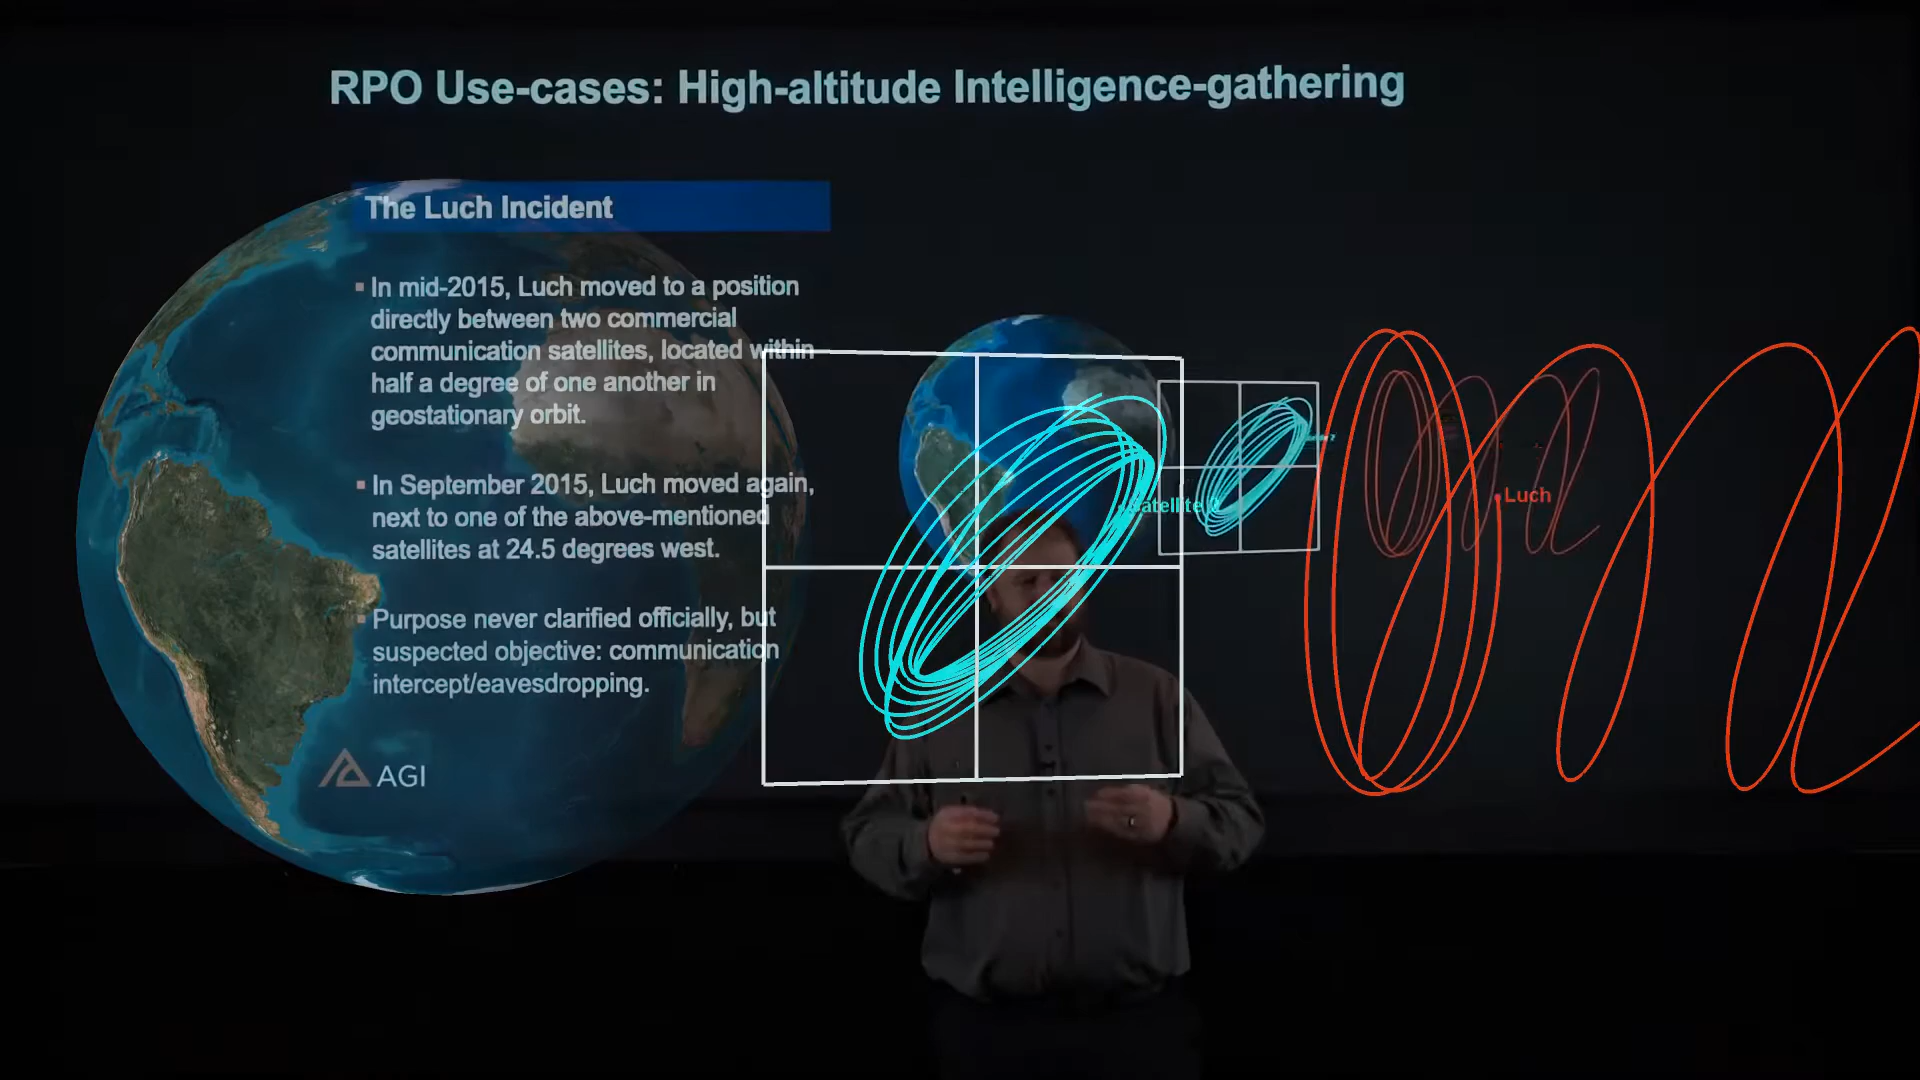 RPO Use-cases: High-altitude Intelligence-gathering
The Luch Incident
In mid-2015, Luch moved to a position
directly between two commercial
communication satellites, located within
half a degree of one another in
geostationary orbit.
In September 2015, Luch moved again,
next to one of the above-mentioned
satellites at 24.5 degrees west.
Purpose never clarified officially, but
suspected objective: communication
intercept/eavesdropping.
AGI
Satellite 2
Luch